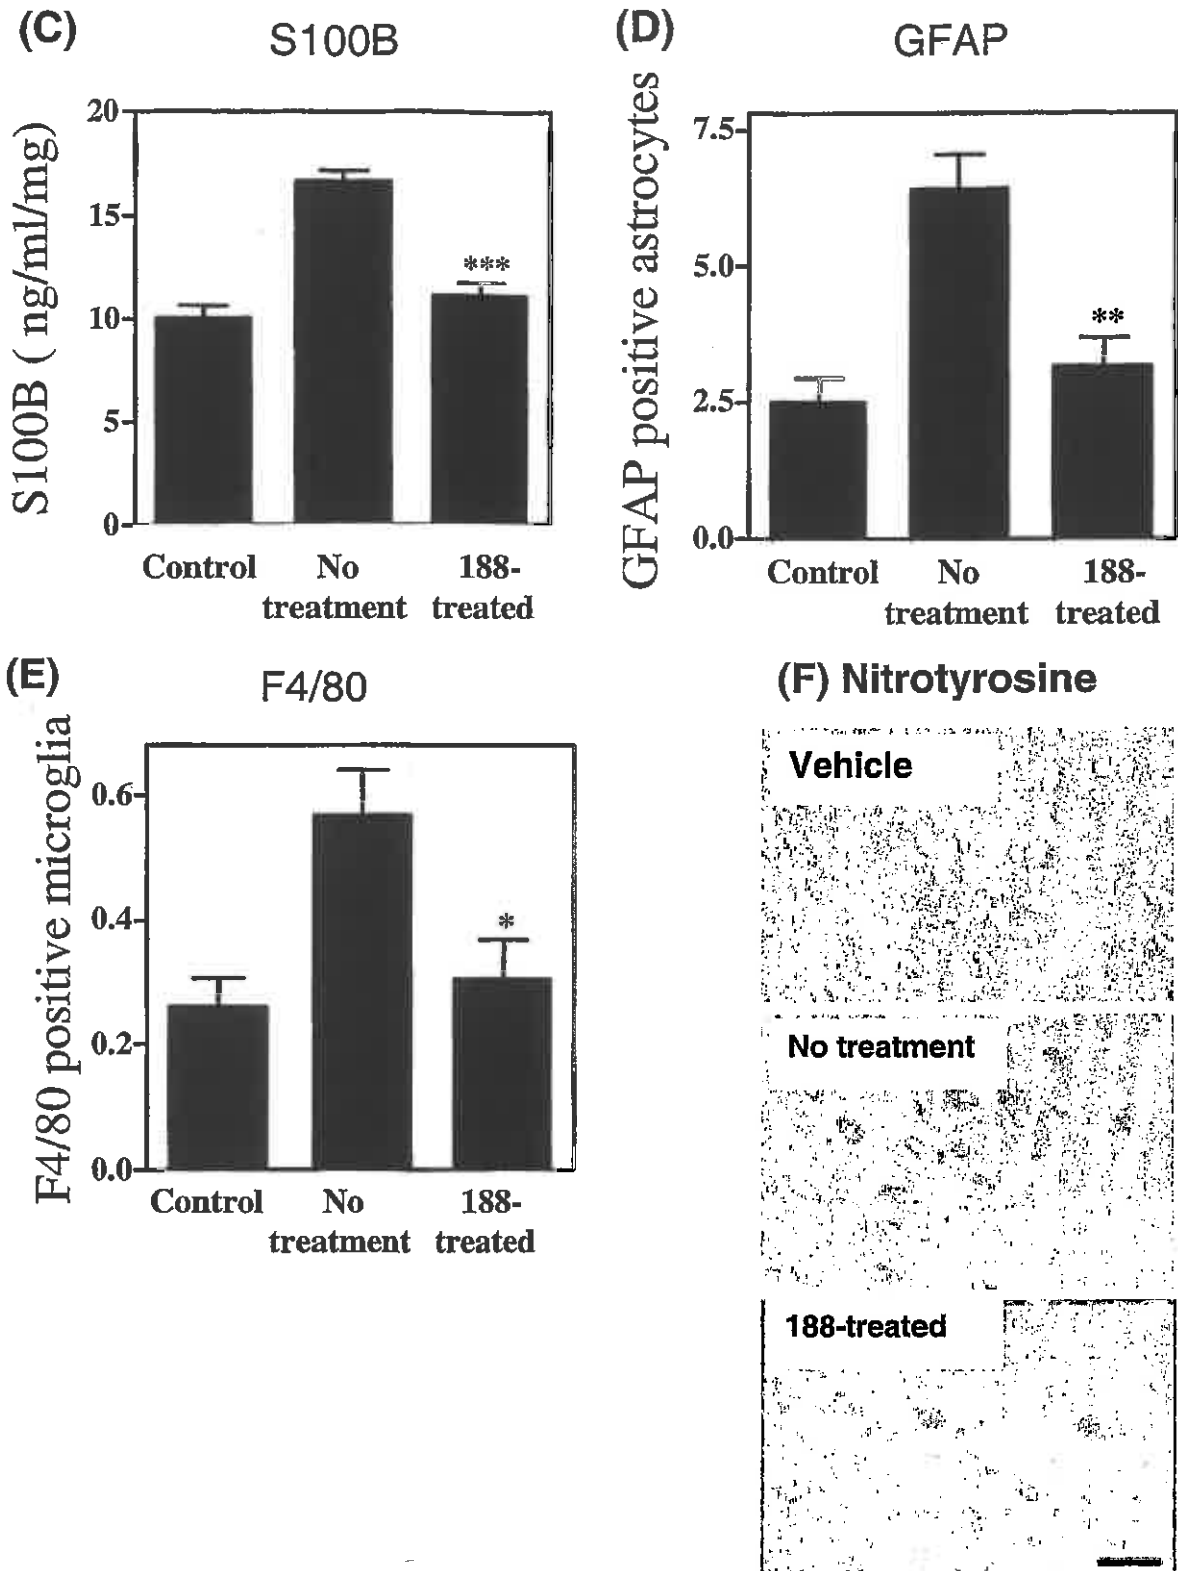 (C)
S100B
S100B ( ng/ml/mg)
20
15
10
5
0
***
Control
No
treatment
188-
treated
(D)
GFAP
GFAP positive astrocytes
7.5
5.0
2.5
0.0
**
Control
No
treatment
188-
treated
(E)
F4/80
F4/80 positive microglia
0.6
0.4
0.2
0.0
*
Control
No
treatment
188-
treated
(F) Nitrotyrosine
Vehicle
No treatment
188-treated